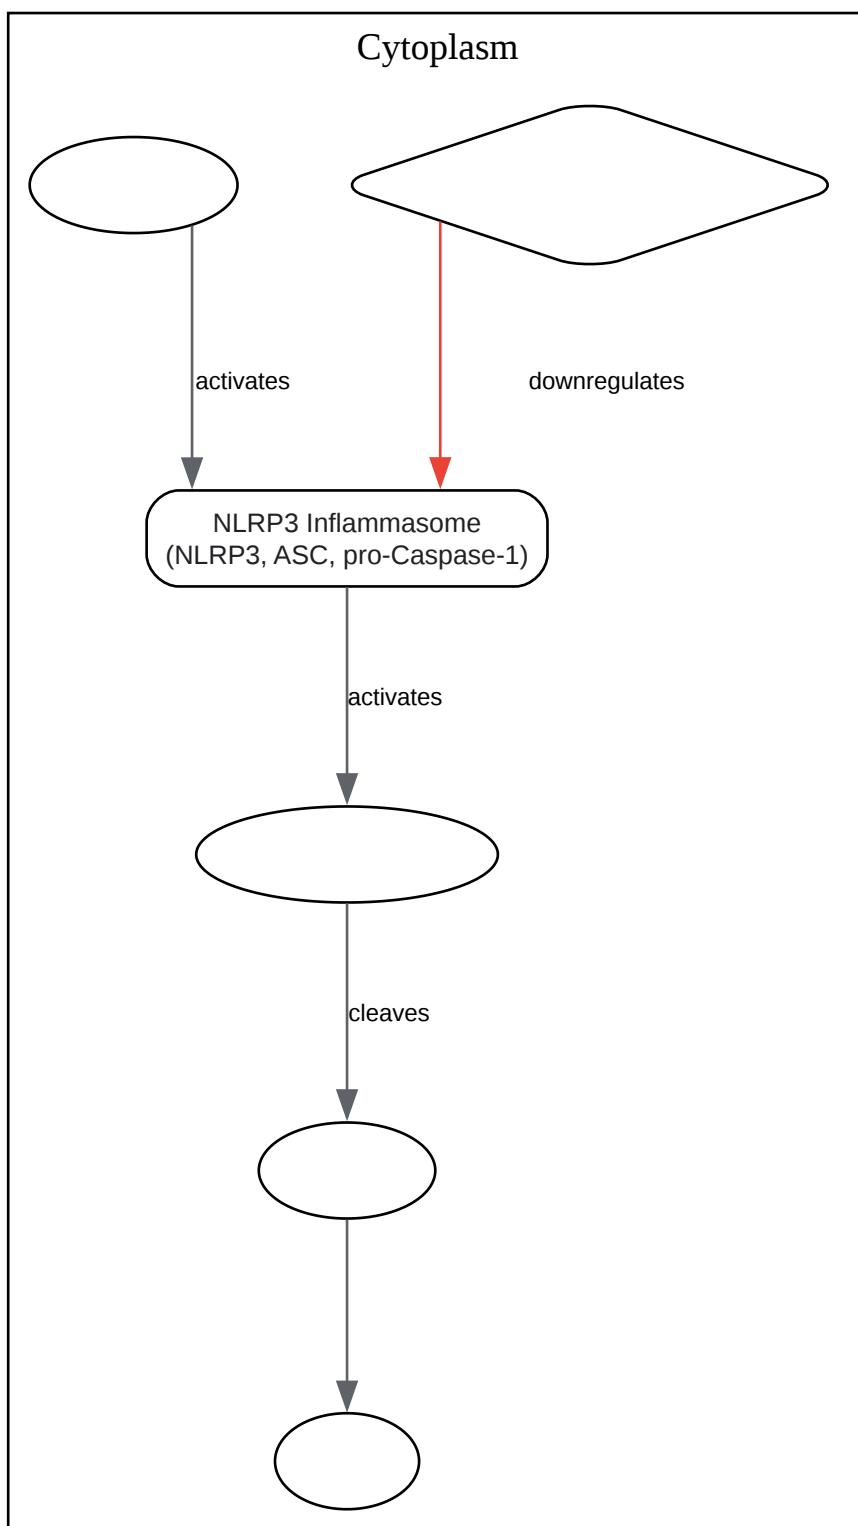 Cytoplasm
activates
downregulates
NLRP3 Inflammasome
(NLRP3, ASC, pro-Caspase-1)
activates
cleaves